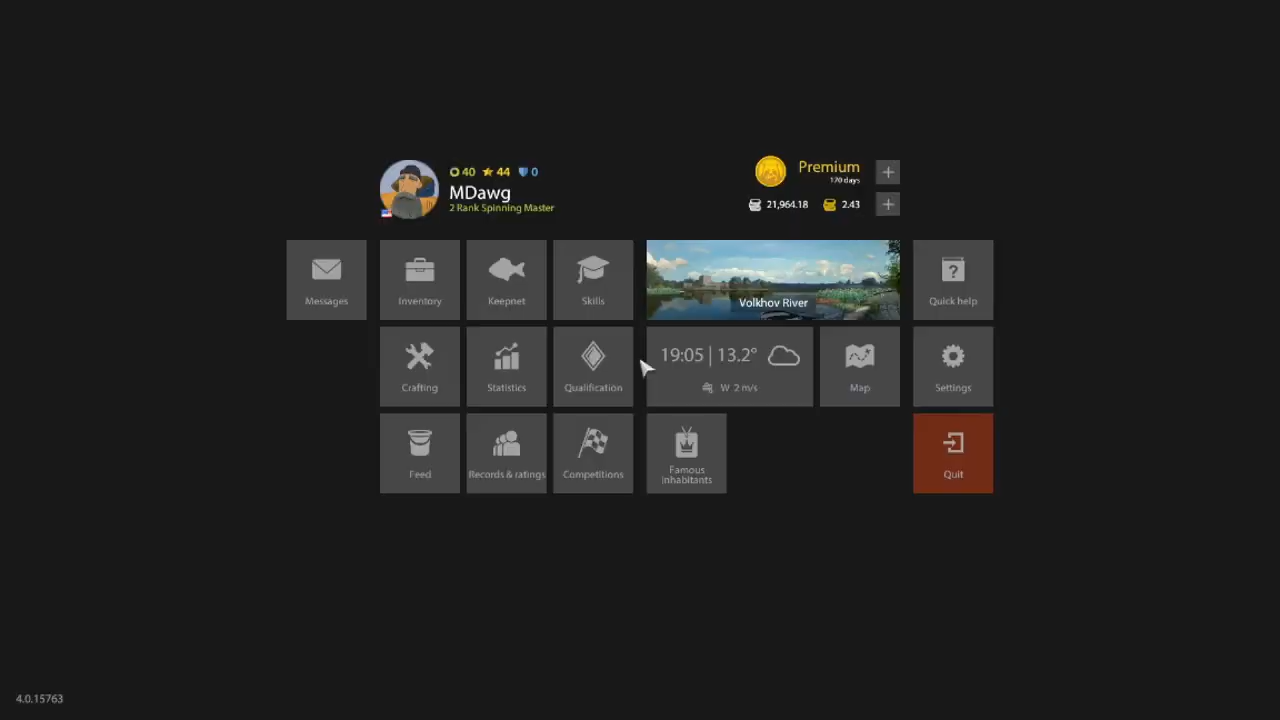 40 44 0
MDawg
2 Rank Spinning Master
Premium
170 days
21,964.18 2.43
Messages
Inventory
Keepnet
Skills
Volkhov River
Quick help
Crafting
Statistics
Qualification
19:05 | 13.2°
W 2 m/s
Map
Settings
Feed
Records & ratings
Competitions
Famous
Inhabitants
Quit
4.0.15763